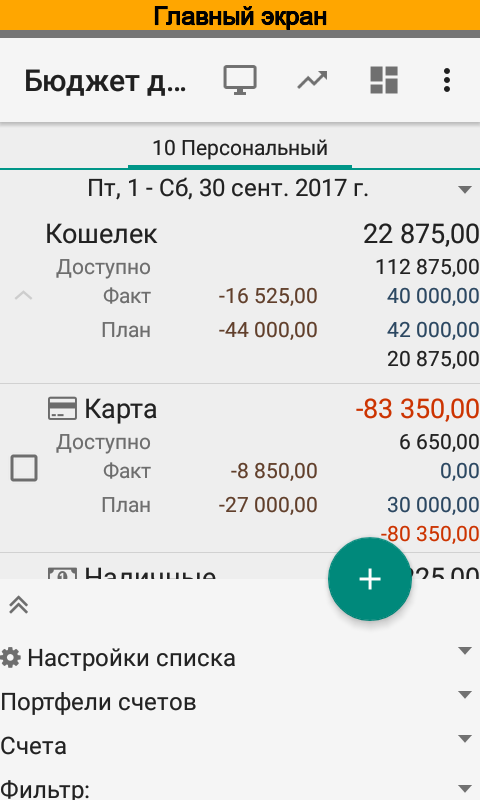 Главный экран
Бюджет д...
10 Персональный
Пт, 1 - Сб, 30 сент. 2017 г.
Кошелек 22 875,00
Доступно 112 875,00
Факт -16 525,00 40 000,00
План -44 000,00 42 000,00
20 875,00
Карта -83 350,00
Доступно 6 650,00
Факт -8 850,00 0,00
План -27 000,00 30 000,00
-80 350,00
Наличные 225,00
Настройки списка
Портфели счетов
Счета
Фильтр: